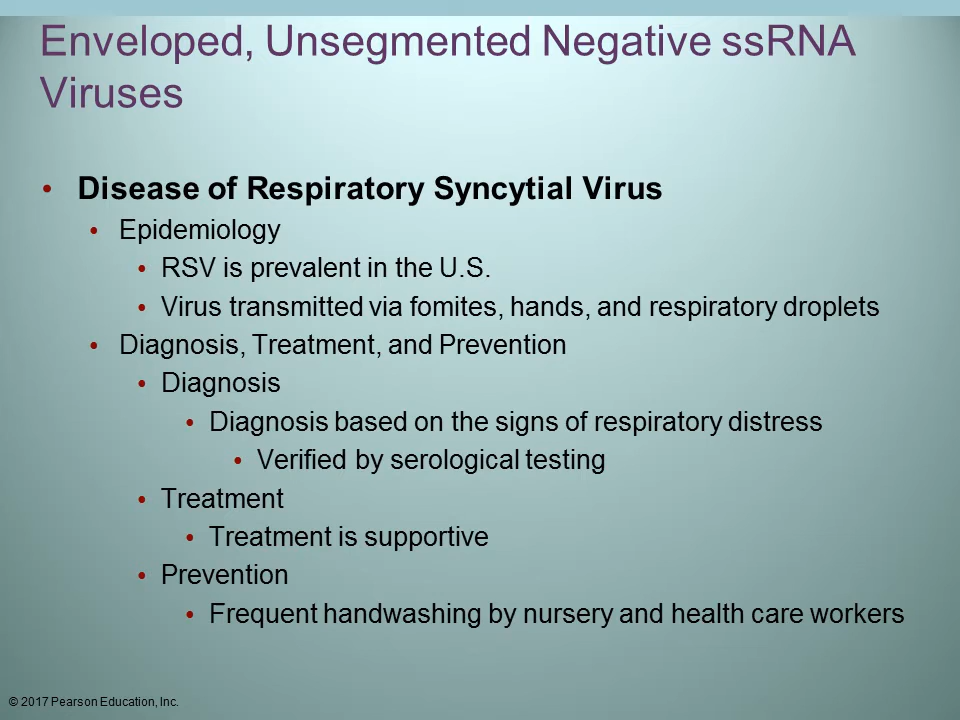 Enveloped, Unsegmented Negative ssRNA
Viruses
• Disease of Respiratory Syncytial Virus
• Epidemiology
• RSV is prevalent in the U.S.
• Virus transmitted via fomites, hands, and respiratory droplets
• Diagnosis, Treatment, and Prevention
• Diagnosis
• Diagnosis based on the signs of respiratory distress
• Verified by serological testing
• Treatment
• Treatment is supportive
• Prevention
• Frequent handwashing by nursery and health care workers
© 2017 Pearson Education, Inc.